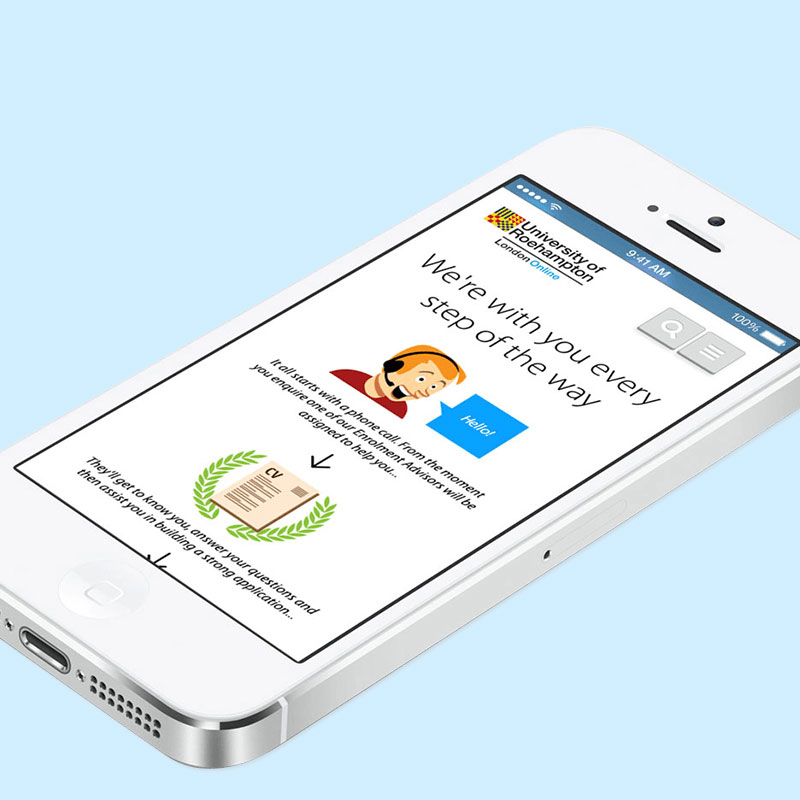 9:41 AM
100%
University of
Roehampton
London Online
We're with you every
step of the way
Hello!
It all starts with a phone call. From the moment
you enquire one of our Enrolment Advisors will be
assigned to help you...
CV
They'll get to know you, answer your questions and
then assist you in building a strong application...